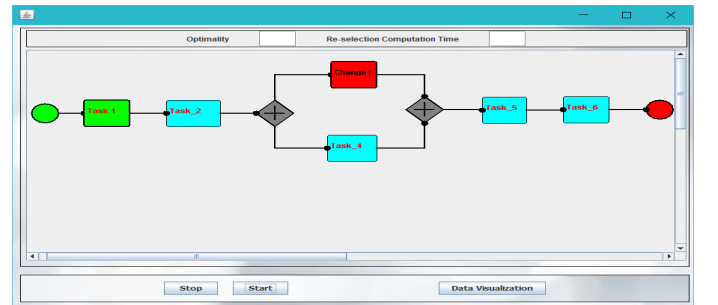 Optimality
Re-selection Computation Time
Change !
Task 1
Task_2
Task_5
Task_6
Task_4
Stop
Start
Data Visualization